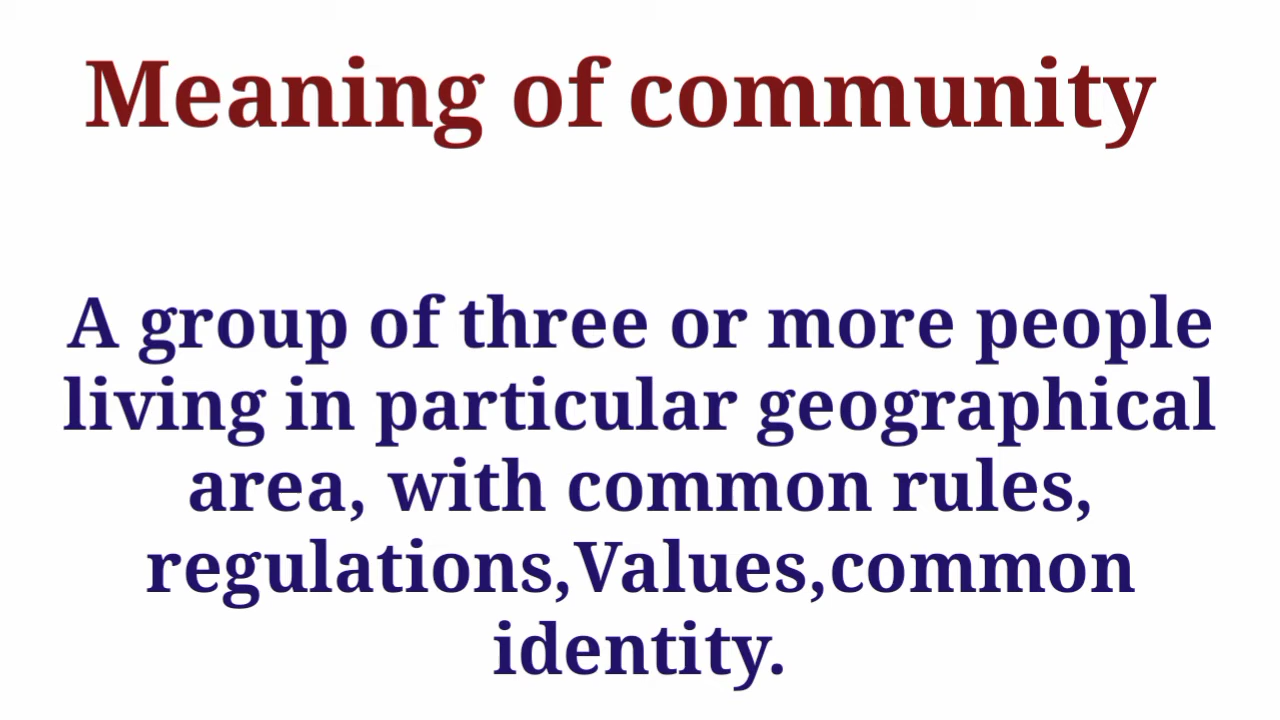 Meaning of community
A group of three or more people
living in particular geographical
area, with common rules,
regulations,Values,common
identity.